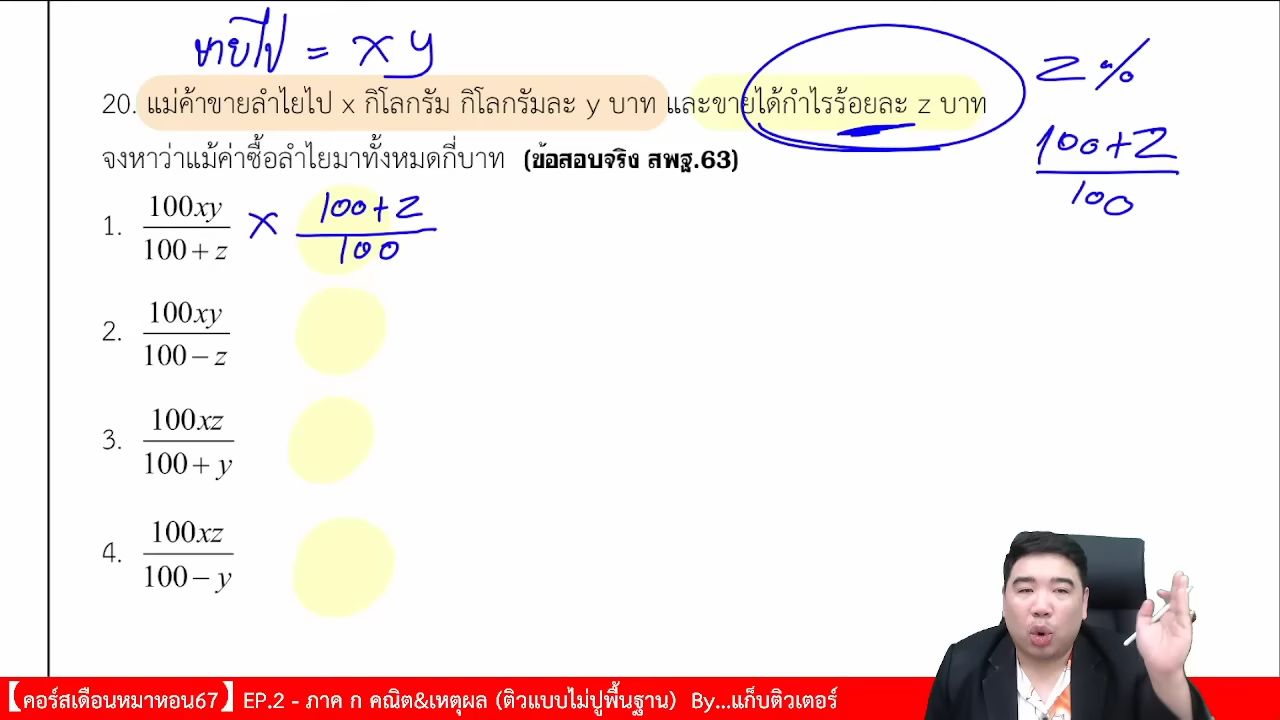 ขายไป = xy
20. แม่ค้าขายลำไยไป x กิโลกรัม กิโลกรัมละ y บาท และขายได้กำไรร้อยละ z บาท
จงหาว่าแม้ค่าซื้อลำไยมาทั้งหมดกี่บาท (ข้อสอบจริง สพฐ.63)
z %
100+z
100
1. 100xy
100 + z
× 100+z
100
2. 100xy
100 − z
3. 100xz
100 + y
4. 100xz
100 − y
【คอร์สเดือนหมาหอน67】 EP.2 - ภาค ก คณิต&เหตุผล (ติวแบบไม่ปูพื้นฐาน) By...แก็บติวเตอร์